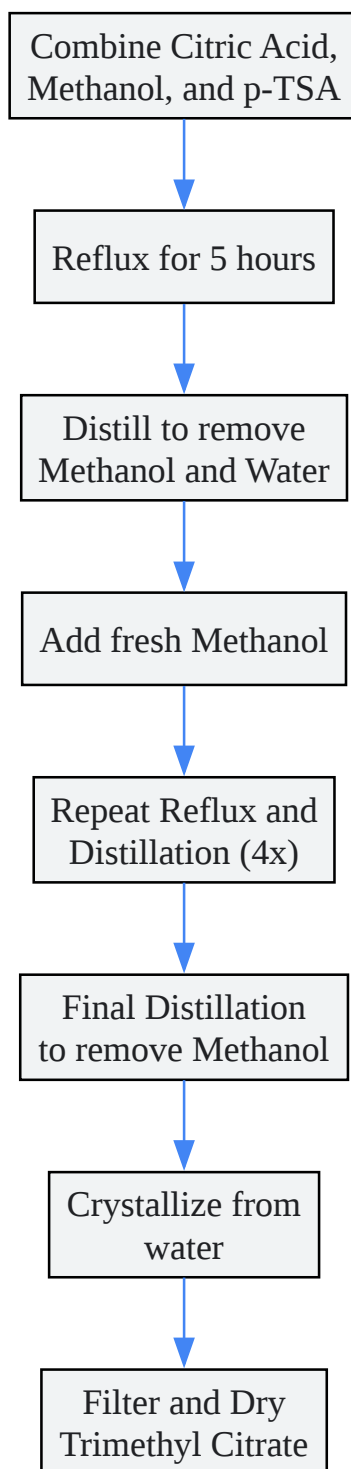 Combine Citric Acid,
Methanol, and p-TSA
Reflux for 5 hours
Distill to remove
Methanol and Water
Add fresh Methanol
Repeat Reflux and
Distillation (4x)
Final Distillation
to remove Methanol
Crystallize from
water
Filter and Dry
Trimethyl Citrate